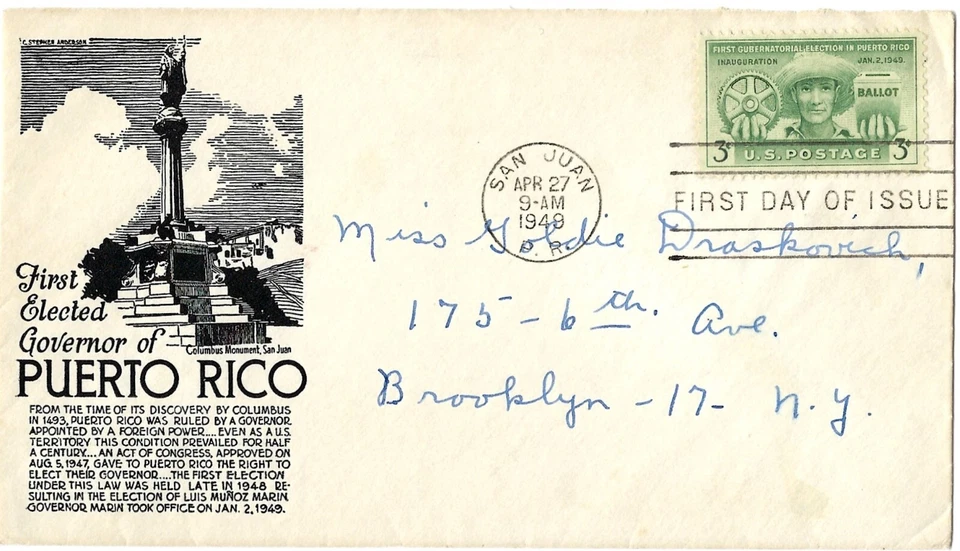 C. STEPHEN ANDERSON
First
Elected
Governor of
Columbus Monument, San Juan
PUERTO RICO
FROM THE TIME OF ITS DISCOVERY BY COLUMBUS
IN 1493, PUERTO RICO WAS RULED BY A GOVERNOR
APPOINTED BY A FOREIGN POWER....EVEN AS A U.S.
TERRITORY THIS CONDITION PREVAILED FOR HALF
A CENTURY...AN ACT OF CONGRESS, APPROVED ON
AUG. 5, 1947, GAVE TO PUERTO RICO THE RIGHT TO
ELECT THEIR GOVERNOR....THE FIRST ELECTION
UNDER THIS LAW WAS HELD LATE IN 1948 RE-
SULTING IN THE ELECTION OF LUIS MUÑOZ MARIN.
GOVERNOR MARIN TOOK OFFICE ON JAN. 2, 1949.
FIRST GUBERNATORIAL ELECTION IN PUERTO RICO
INAUGURATION JAN. 2, 1949.
BALLOT
3¢ U.S. POSTAGE 3¢
SAN JUAN
APR 27
9-AM
1949
P. R.
FIRST DAY OF ISSUE
Miss Goldie Draskovich,
175-6th. Ave.
Brooklyn -17- N.Y.